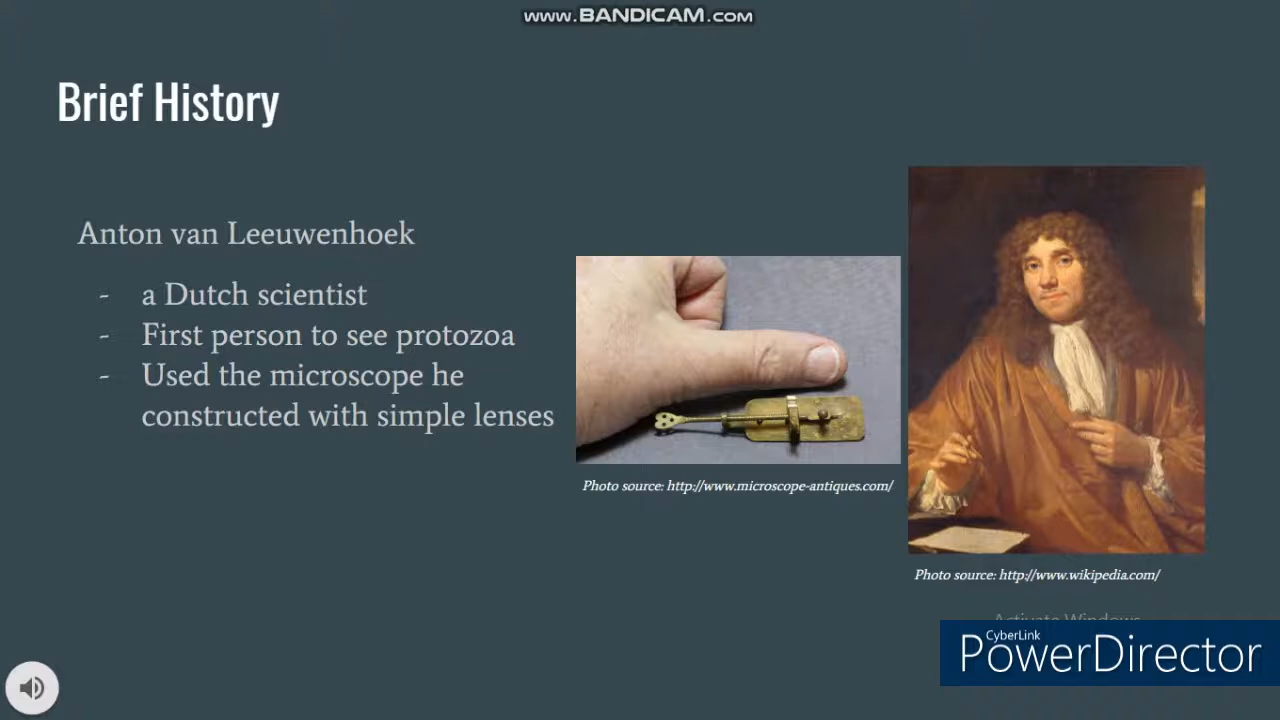 www.BANDICAM.com
Brief History
Anton van Leeuwenhoek
- a Dutch scientist
- First person to see protozoa
- Used the microscope he
constructed with simple lenses
Photo source: http://www.microscope-antiques.com/
Photo source: http://www.wikipedia.com/
Activate Windows
CyberLink
PowerDirector